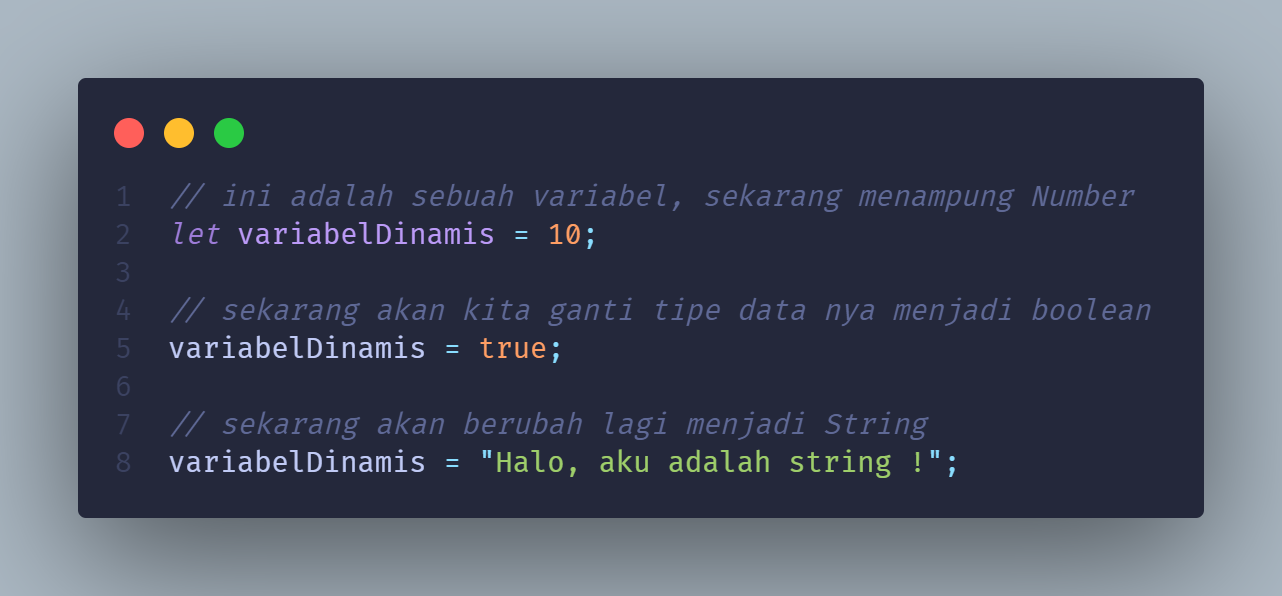 1 // ini adalah sebuah variabel, sekarang menampung Number
2 let variabelDinamis = 10;
3
4 // sekarang akan kita ganti tipe data nya menjadi boolean
5 variabelDinamis = true;
6
7 // sekarang akan berubah lagi menjadi String
8 variabelDinamis = "Halo, aku adalah string !";